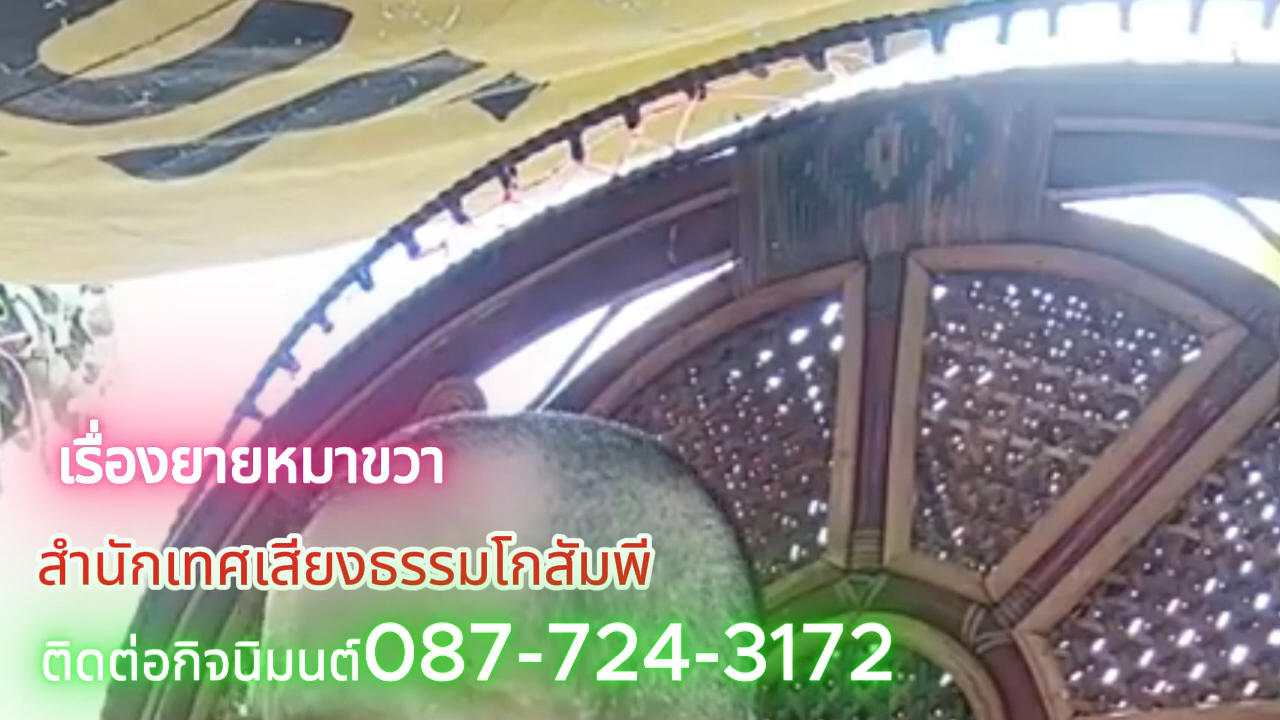 เรื่องยายหมาขวา
สำนักเทศเสียงธรรมโกสัมพี
ติดต่อกิจนิมนต์087-724-3172